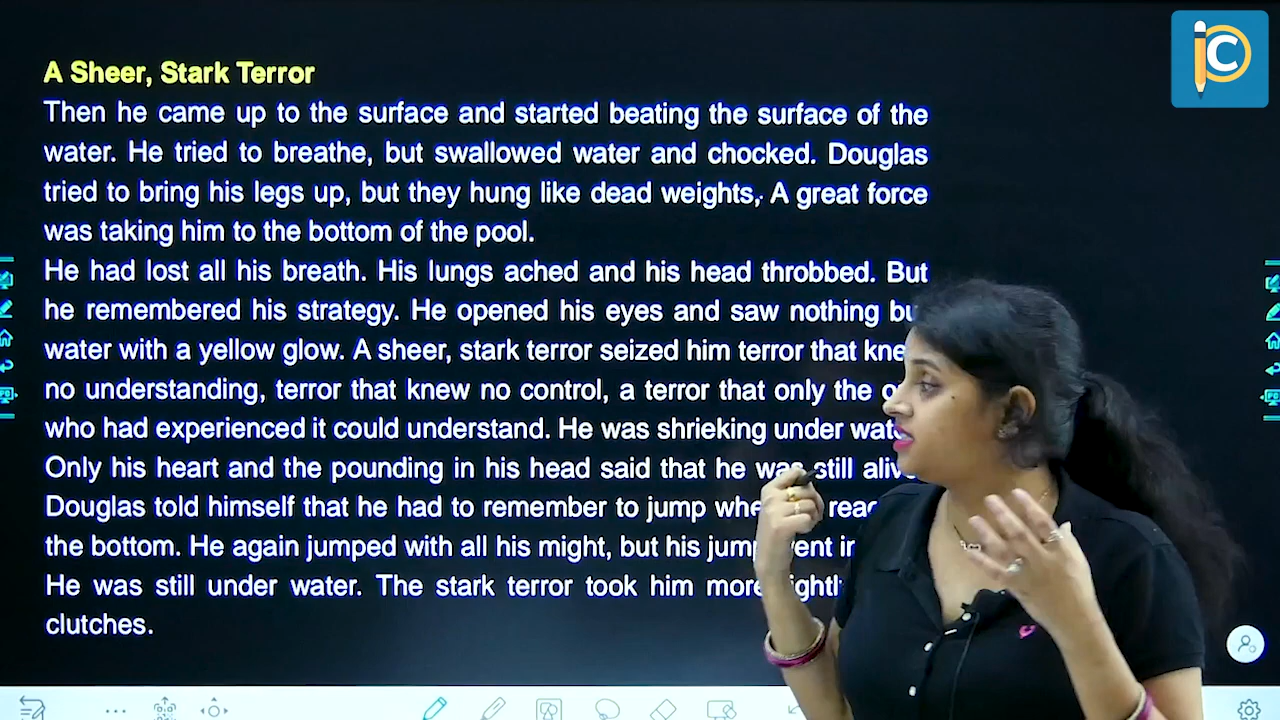 A Sheer, Stark Terror
Then he came up to the surface and started beating the surface of the
water. He tried to breathe, but swallowed water and chocked. Douglas
tried to bring his legs up, but they hung like dead weights, A great force
was taking him to the bottom of the pool.
He had lost all his breath. His lungs ached and his head throbbed. But
he remembered his strategy. He opened his eyes and saw nothing
water with a yellow glow. A sheer, stark terror seized him terror that
no understanding, terror that knew no control, a terror that only the
who had experienced it could understand. He was shrieking under
Only his heart and the pounding in his head said that he was still
Douglas told himself that he had to remember to jump
the bottom. He again jumped with all his might, but his
He was still under water. The stark terror took him more
clutches.